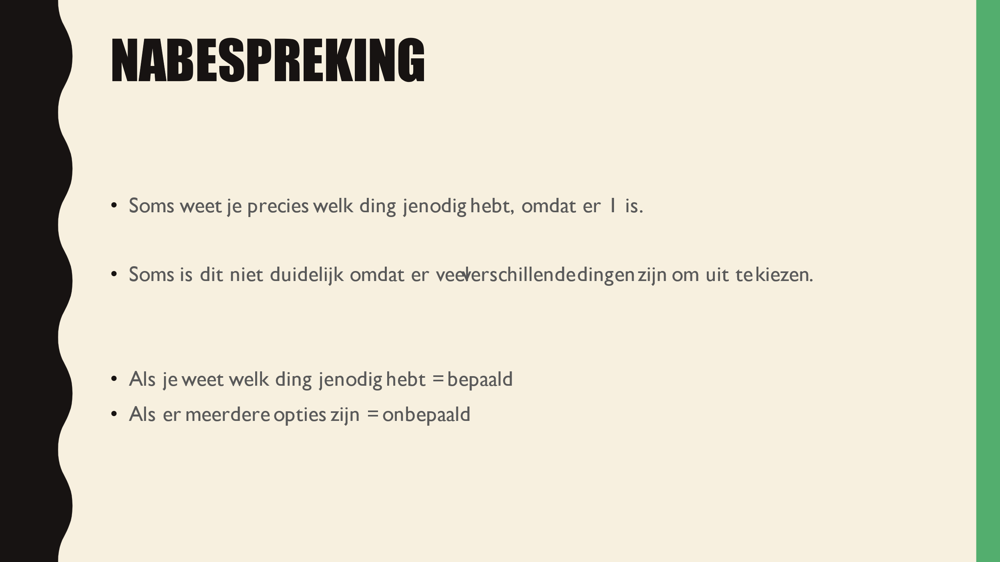 NABESPREKING
• Soms weet je precies welk ding je nodig hebt, omdat er 1 is.
• Soms is dit niet duidelijk omdat er veel verschillende dingen zijn om uit te kiezen.
• Als je weet welk ding je nodig hebt = bepaald
• Als er meerdere opties zijn = onbepaald